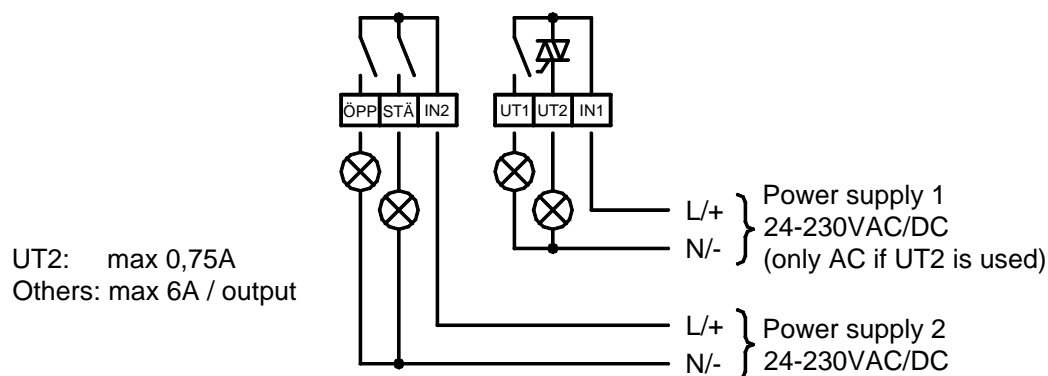 ÖPP STÄ IN2 UT1 UT2 IN1
L/+ Power supply 1
24-230VAC/DC
N/- (only AC if UT2 is used)
UT2: max 0,75A
Others: max 6A / output
L/+ Power supply 2
N/- 24-230VAC/DC